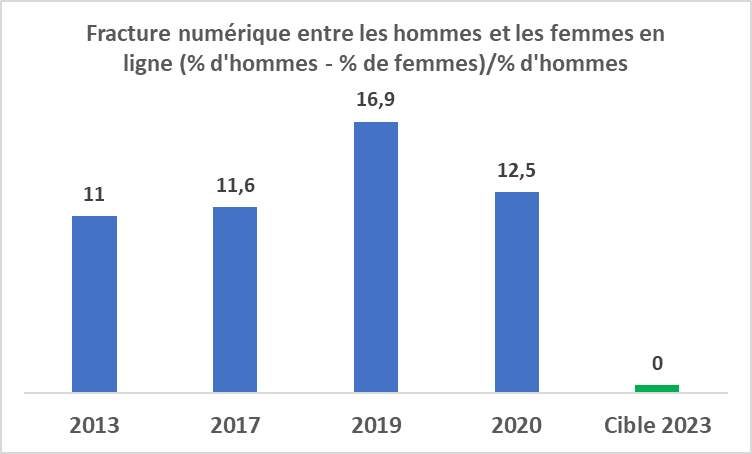 Fracture numérique entre les hommes et les femmes en
ligne (% d'hommes - % de femmes)/% d'hommes
16,9
12,5
11,6
11
0
2013 2017 2019 2020 Cible 2023